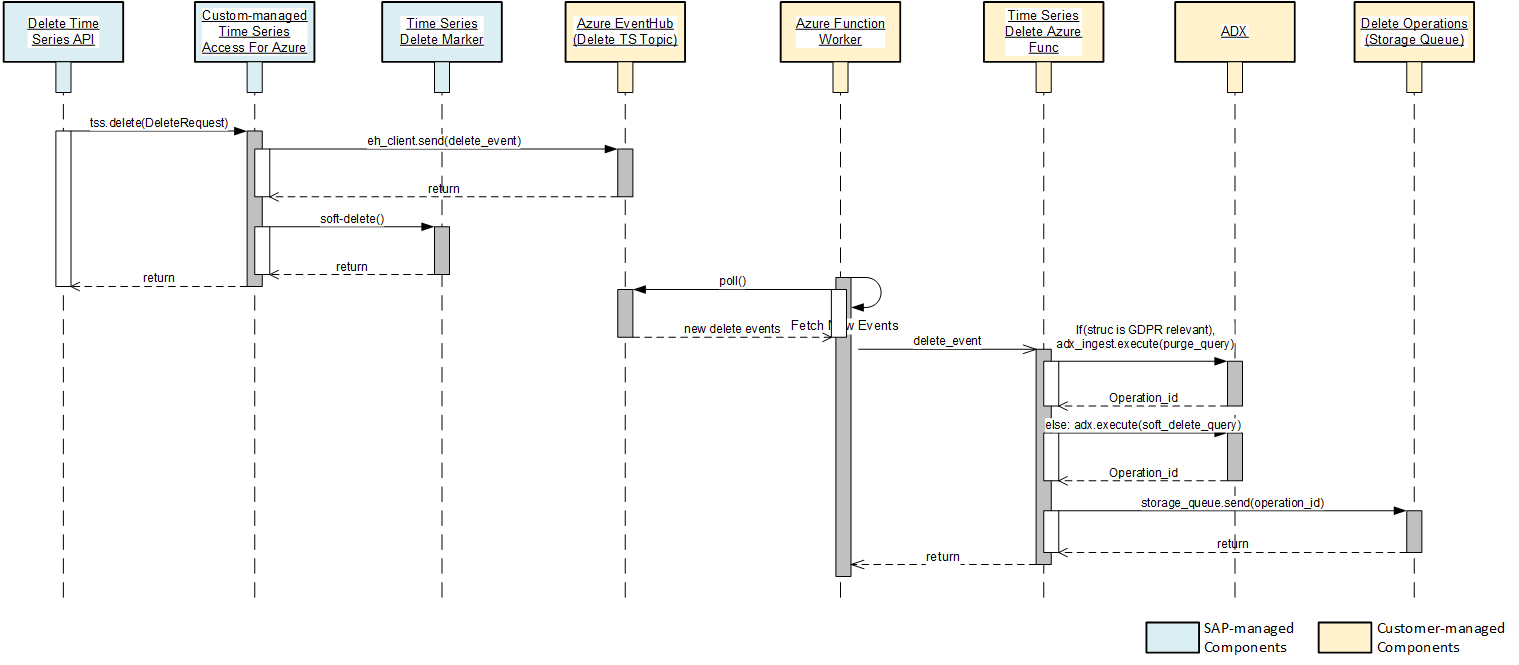 Delete Time
Series API
Custom-managed
Time Series
Access For Azure
Time Series
Delete Marker
Azure EventHub
(Delete TS Topic)
Azure Function
Worker
Time Series
Delete Azure
Func
ADX
Delete Operations
(Storage Queue)
tss.delete(DeleteRequest)
eh_client.send(delete_event)
return
soft-delete()
return
return
poll()
new delete events
Fetch New Events
delete_event
If(struc is GDPR relevant),
adx_ingest.execute(purge_query)
Operation_id
else: adx.execute(soft_delete_query)
Operation_id
storage_queue.send(operation_id)
return
return
SAP-managed
Components
Customer-managed
Components